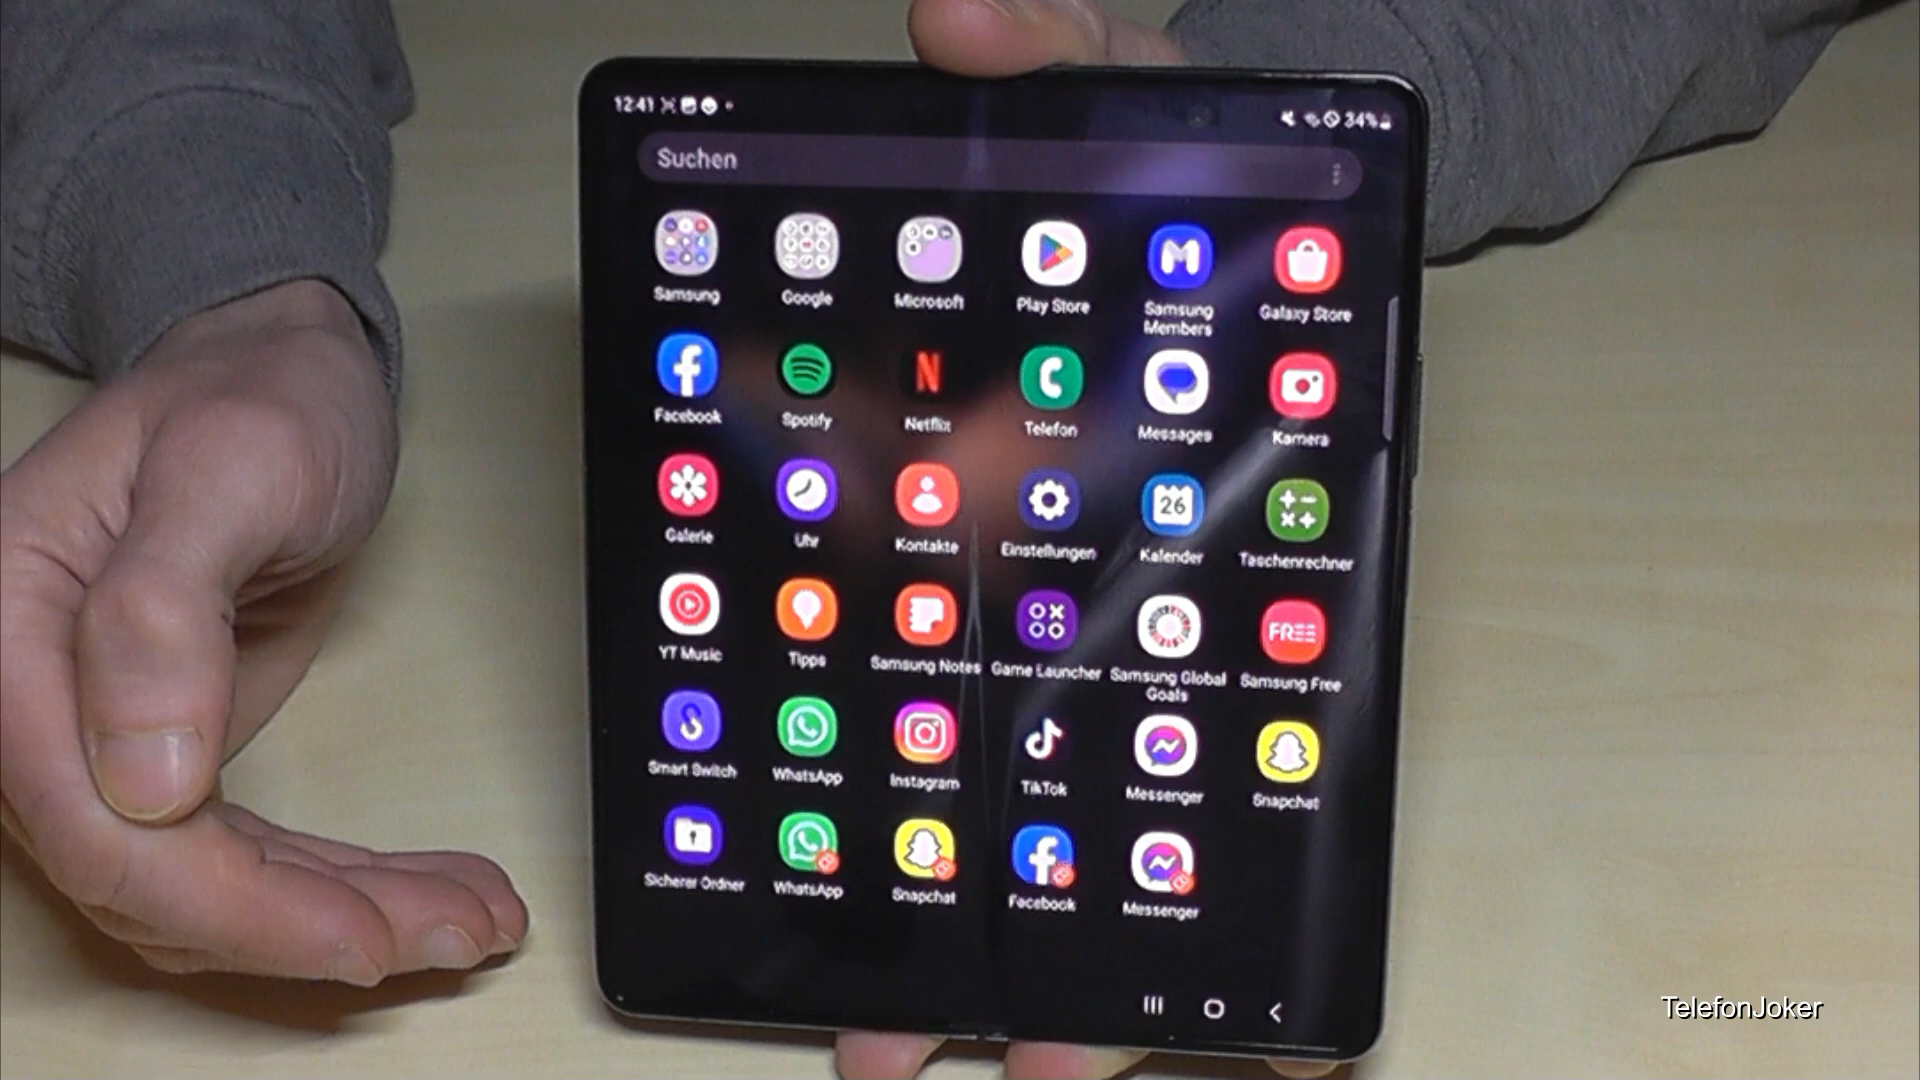 12:41
34%
Suchen
Samsung
Google
Microsoft
Play Store
Samsung
Members
Galaxy Store
Facebook
Spotify
Netflix
Telefon
Messages
Kamera
Galerie
Uhr
Kontakte
Einstellungen
26
Kalender
Taschenrechner
FREE
YT Music
Tipps
Samsung Notes
Game Launcher
Samsung Global
Goals
Samsung Free
Smart Switch
WhatsApp
Instagram
TikTok
Messenger
Snapchat
Sicherer Ordner
WhatsApp
Snapchat
Facebook
Messenger
TelefonJoker